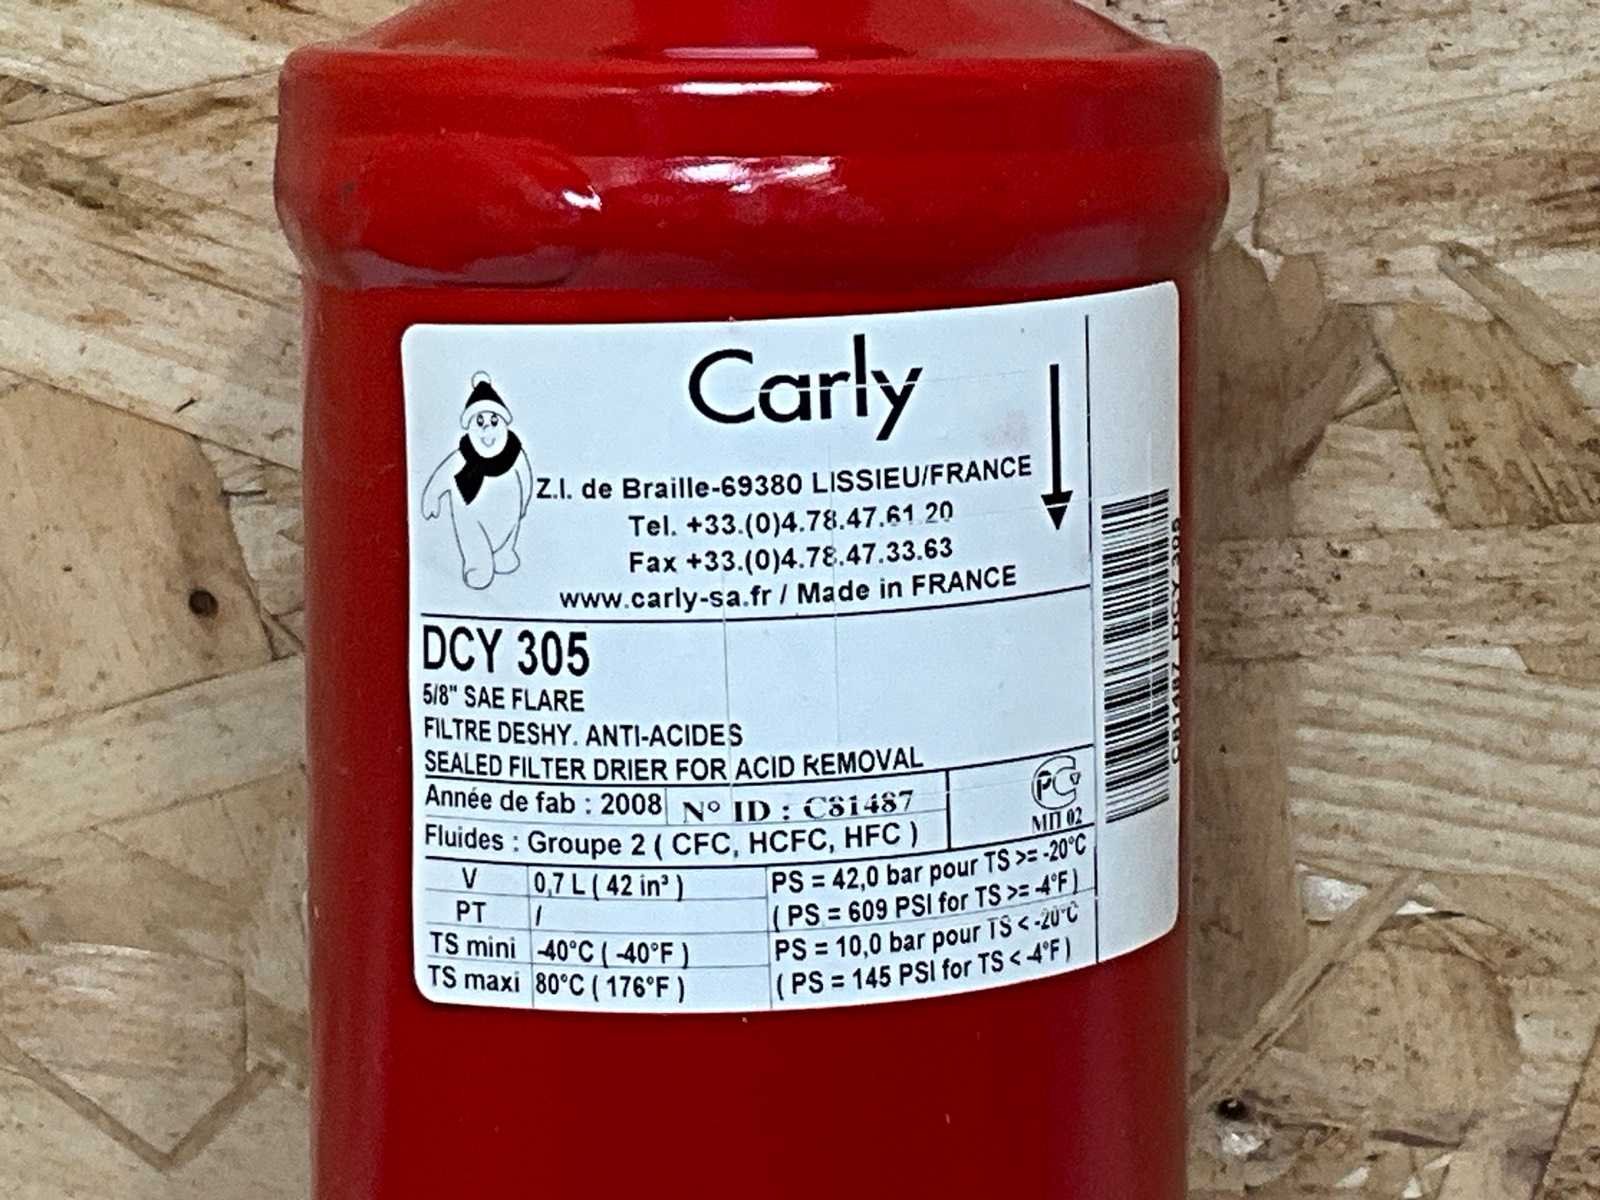 Carly
Z.I. de Braille-69380 LISSIEU/FRANCE
Tel. +33.(0)4.78.47.61 20
Fax +33.(0)4.78.47.33.63
www.carly-sa.fr / Made in FRANCE
DCY 305
5/8" SAE FLARE
FILTRE DESHY. ANTI-ACIDES
SEALED FILTER DRIER FOR ACID REMOVAL
Année de fab : 2008 N° ID : C81487
РСТ
МП 02
Fluides : Groupe 2 ( CFC, HCFC, HFC )
V 0,7 L ( 42 in³ )
PT /
TS mini -40°C ( -40°F )
TS maxi 80°C ( 176°F )
PS = 42,0 bar pour TS >= -20°C
( PS = 609 PSI for TS >= -4°F )
PS = 10,0 bar pour TS < -20°C
( PS = 145 PSI for TS < -4°F )
C81487 DCY 305